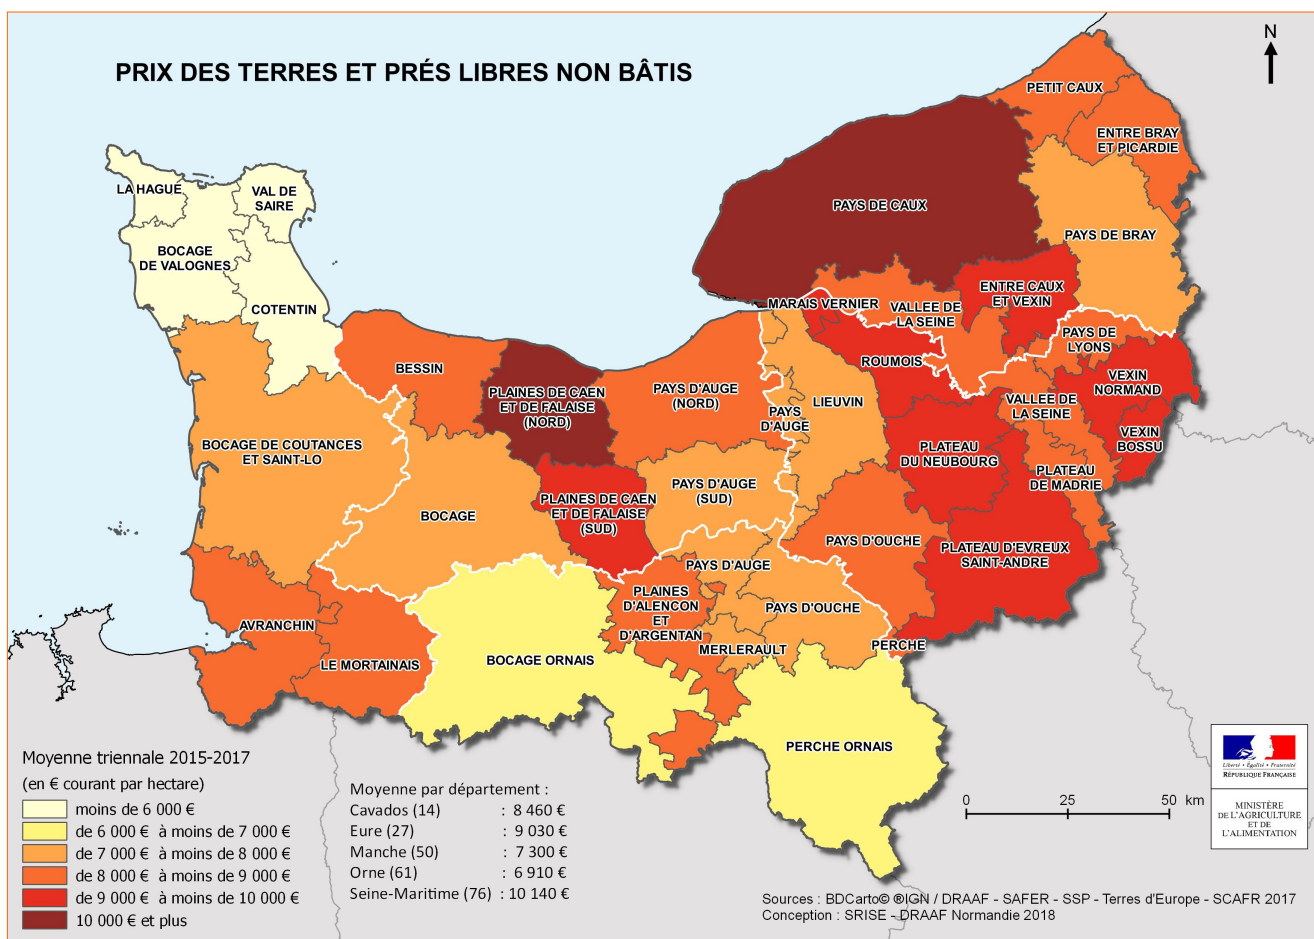 PRIX DES TERRES ET PRÉS LIBRES NON BÂTIS
N
PETIT CAUX
ENTRE BRAY
ET PICARDIE
LA HAGUE
VAL DE
SAIRE
PAYS DE CAUX
PAYS DE BRAY
BOCAGE
DE VALOGNES
COTENTIN
ENTRE CAUX
ET VEXIN
MARAIS VERNIER
VALLEE DE
LA SEINE
PAYS DE
LYONS
ROUMOIS
BESSIN
VEXIN
NORMAND
PLAINES DE CAEN
ET DE FALAISE
(NORD)
PAYS D'AUGE
(NORD)
PAYS
D'AUGE
LIEUVIN
VALLEE DE
LA SEINE
VEXIN
BOSSU
BOCAGE DE COUTANCES
ET SAINT-LO
PLATEAU
DU NEUBOURG
PLATEAU
DE MADRIE
PAYS D'AUGE
(SUD)
PLAINES DE CAEN
ET DE FALAISE
(SUD)
BOCAGE
PAYS D'OUCHE
PLATEAU D'EVREUX
SAINT-ANDRE
PAYS D'AUGE
PLAINES
D'ALENCON
ET
D'ARGENTAN
PAYS D'OUCHE
AVRANCHIN
LE MORTAINAIS
MERLERAULT
PERCHE
BOCAGE ORNAIS
PERCHE ORNAIS
Moyenne triennale 2015-2017
(en € courant par hectare)
moins de 6 000 €
de 6 000 € à moins de 7 000 €
de 7 000 € à moins de 8 000 €
de 8 000 € à moins de 9 000 €
de 9 000 € à moins de 10 000 €
10 000 € et plus
Moyenne par département :
Cavados (14) : 8 460 €
Eure (27) : 9 030 €
Manche (50) : 7 300 €
Orne (61) : 6 910 €
Seine-Maritime (76) : 10 140 €
0 25 50 km
Liberté • Égalité • Fraternité
RÉPUBLIQUE FRANÇAISE
MINISTÈRE
DE L'AGRICULTURE
ET DE
L'ALIMENTATION
Sources : BDCarto© ®IGN / DRAAF - SAFER - SSP - Terres d'Europe - SCAFR 2017
Conception : SRISE - DRAAF Normandie 2018